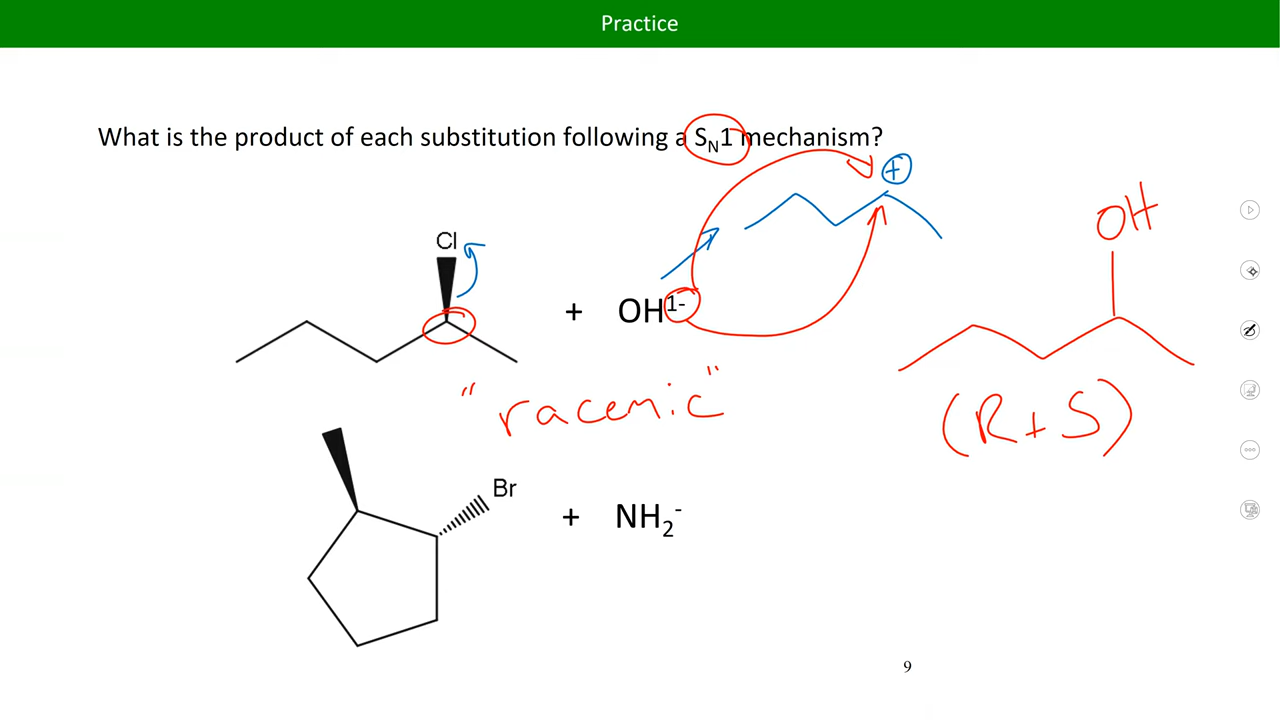 Practice
What is the product of each substitution following a SN1 mechanism?
+
OH
Cl
+ OH1-
"racemic"
(R+S)
Br
+ NH2-
9